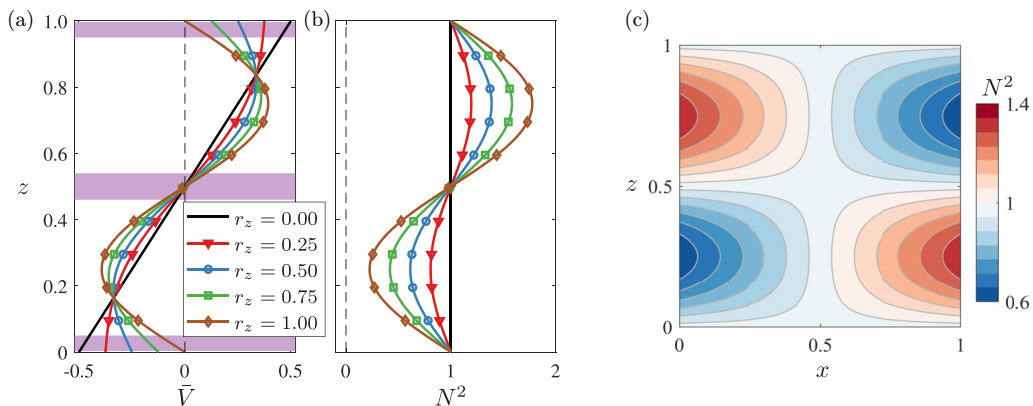 (a)
1.0
0.8
0.6
z
0.4
0.2
0
-0.5
0
0.5
V̄
r_z = 0.00
r_z = 0.25
r_z = 0.50
r_z = 0.75
r_z = 1.00
(b)
0
1
2
N²
(c)
1
z
0.5
0
0
0.5
1
x
N²
1.4
1
0.6